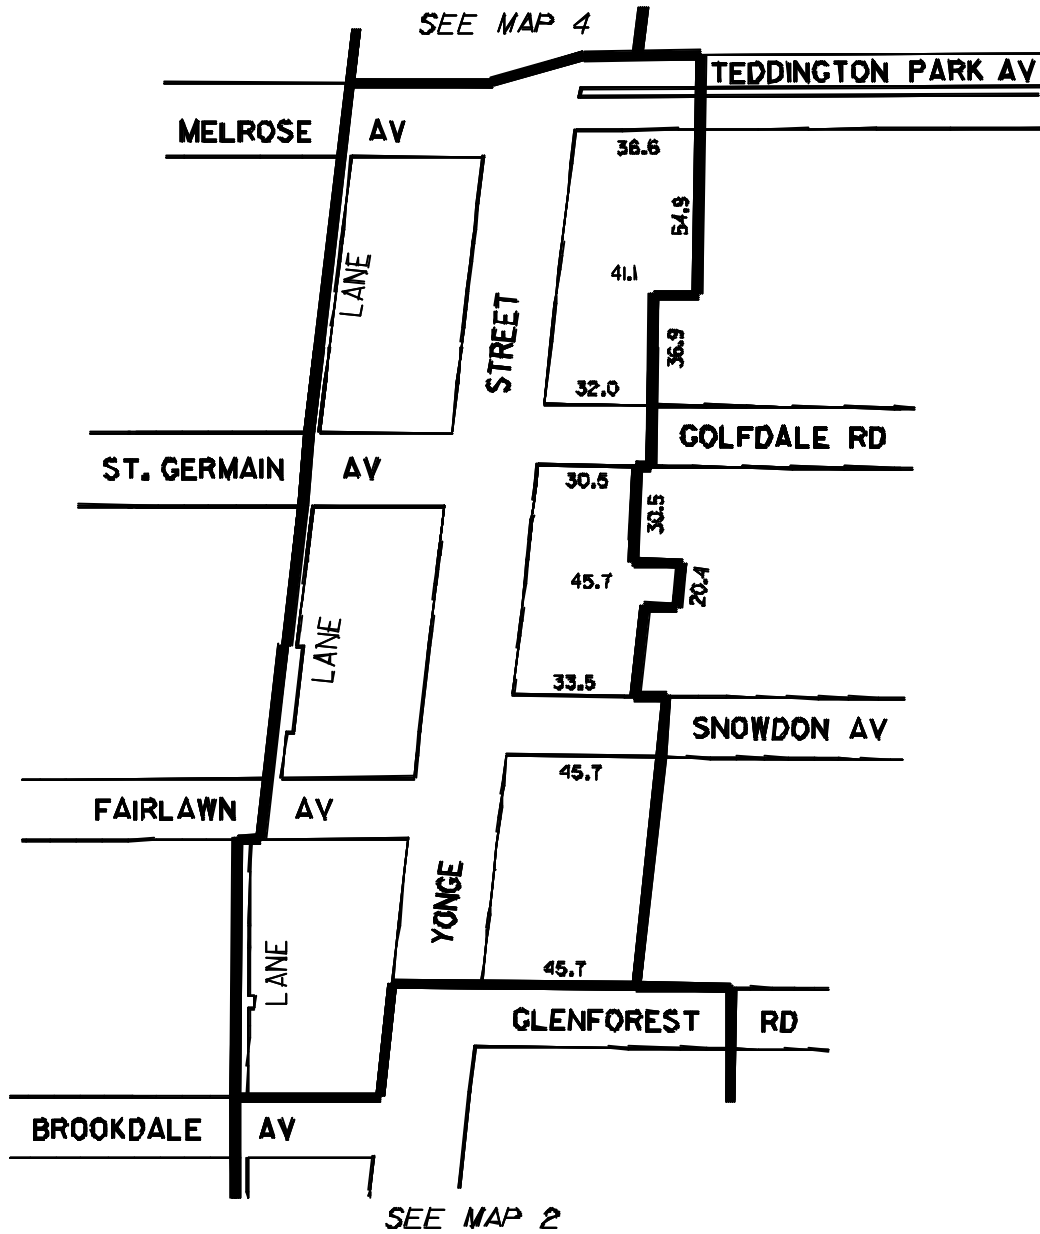 SEE MAP 4
TEDDINGTON PARK AV
MELROSE AV
36.6
54.9
41.1
LANE
STREET
36.9
32.0
GOLFDALE RD
ST. GERMAIN AV
30.5
30.5
45.7
20.4
LANE
33.5
SNOWDON AV
45.7
FAIRLAWN AV
YONGE
LANE
45.7
GLENFOREST RD
BROOKDALE AV
SEE MAP 2